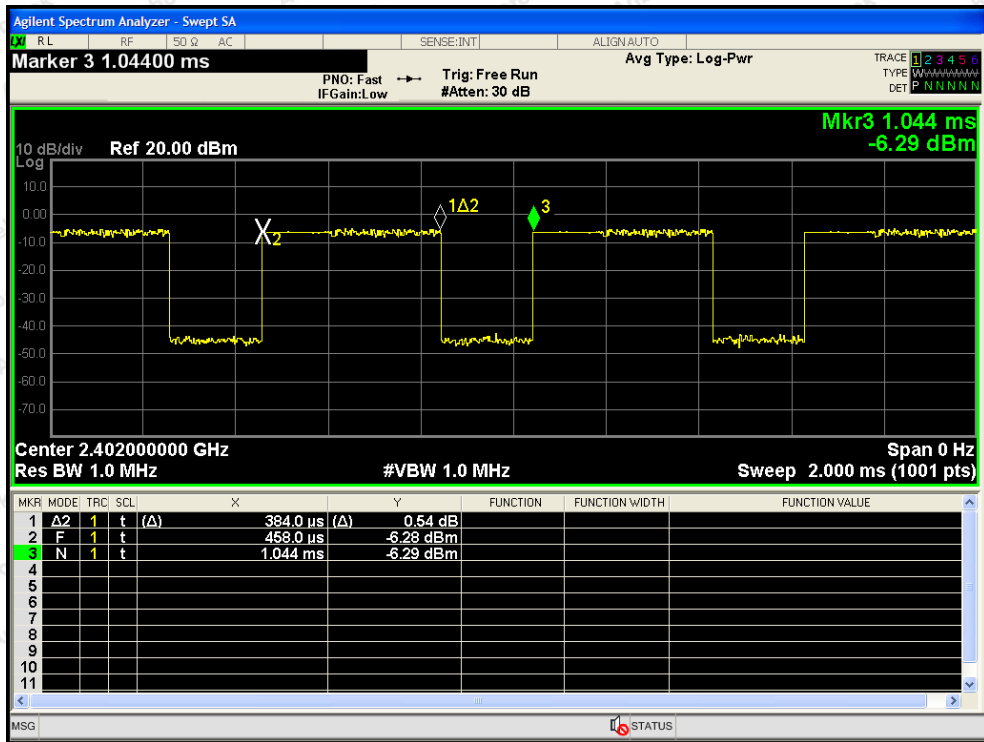 Agilent Spectrum Analyzer - Swept SA
LXI RL RF 50 Ω AC SENSE:INT ALIGN AUTO
Marker 3 1.04400 ms
PNO: Fast
IFGain:Low
Trig: Free Run
#Atten: 30 dB
Avg Type: Log-Pwr
TRACE 1 2 3 4 5 6
TYPE W
DET P N N N N N
Mkr3 1.044 ms
-6.29 dBm
10 dB/div Ref 20.00 dBm
Log
10.0
0.00
-10.0
-20.0
-30.0
-40.0
-50.0
-60.0
-70.0
X2
1Δ2
3
Center 2.402000000 GHz Span 0 Hz
Res BW 1.0 MHz #VBW 1.0 MHz Sweep 2.000 ms (1001 pts)
MKR MODE TRC SCL X Y FUNCTION FUNCTION WIDTH FUNCTION VALUE
1 Δ2 1 t (Δ) 384.0 µs (Δ) 0.54 dB
2 F 1 t 458.0 µs -6.28 dBm
3 N 1 t 1.044 ms -6.29 dBm
4
5
6
7
8
9
10
11
MSG STATUS